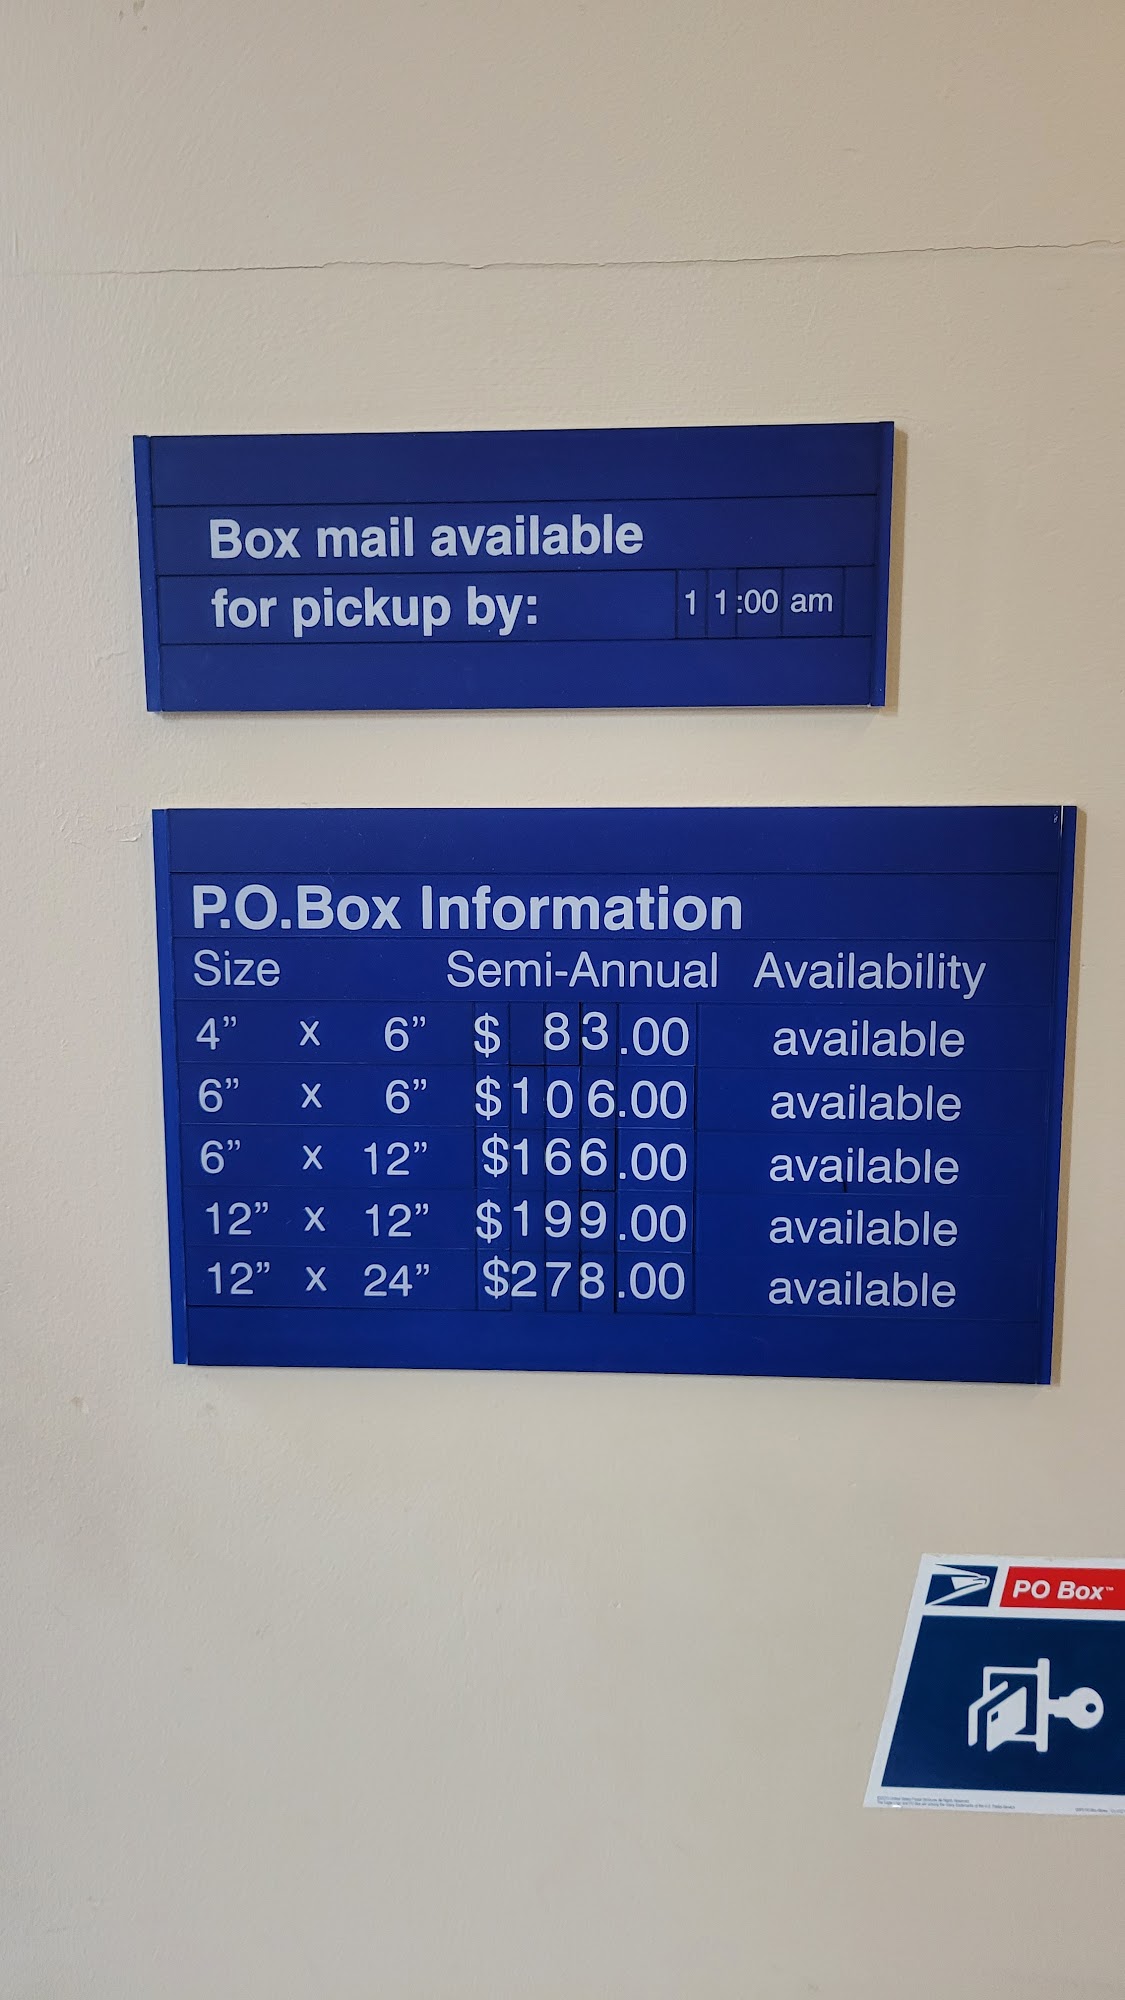 Box mail available
for pickup by: 11:00 am
P.O.Box Information
Size Semi-Annual Availability
4” x 6” $ 83.00 available
6” x 6” $106.00 available
6” x 12” $166.00 available
12” x 12” $199.00 available
12” x 24” $278.00 available
PO Box™